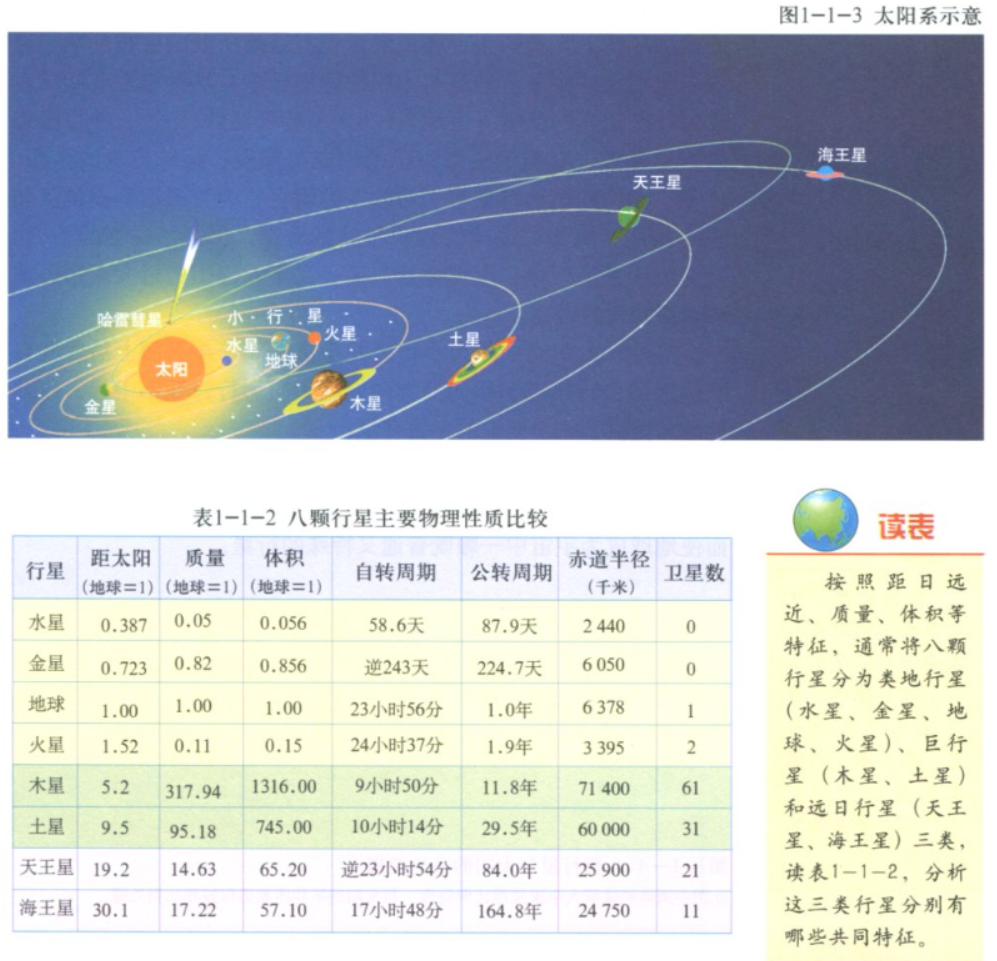 图1-1-3 太阳系示意
海王星
天王星
哈雷彗星
小 · 行 · 星
火星
水星
地球
土星
太阳
金星
木星
表1-1-2 八颗行星主要物理性质比较
行星 距太阳(地球=1) 质量(地球=1) 体积(地球=1) 自转周期 公转周期 赤道半径(千米) 卫星数
水星 0.387 0.05 0.056 58.6天 87.9天 2 440 0
金星 0.723 0.82 0.856 逆243天 224.7天 6 050 0
地球 1.00 1.00 1.00 23小时56分 1.0年 6 378 1
火星 1.52 0.11 0.15 24小时37分 1.9年 3 395 2
木星 5.2 317.94 1316.00 9小时50分 11.8年 71 400 61
土星 9.5 95.18 745.00 10小时14分 29.5年 60 000 31
天王星 19.2 14.63 65.20 逆23小时54分 84.0年 25 900 21
海王星 30.1 17.22 57.10 17小时48分 164.8年 24 750 11
读表
按照距日远
近、质量、体积等
特征，通常将八颗
行星分为类地行星
（水星、金星、地
球、火星）、巨行
星（木星、土星）
和远日行星（天王
星、海王星）三类，
读表1-1-2，分析
这三类行星分别有
哪些共同特征。